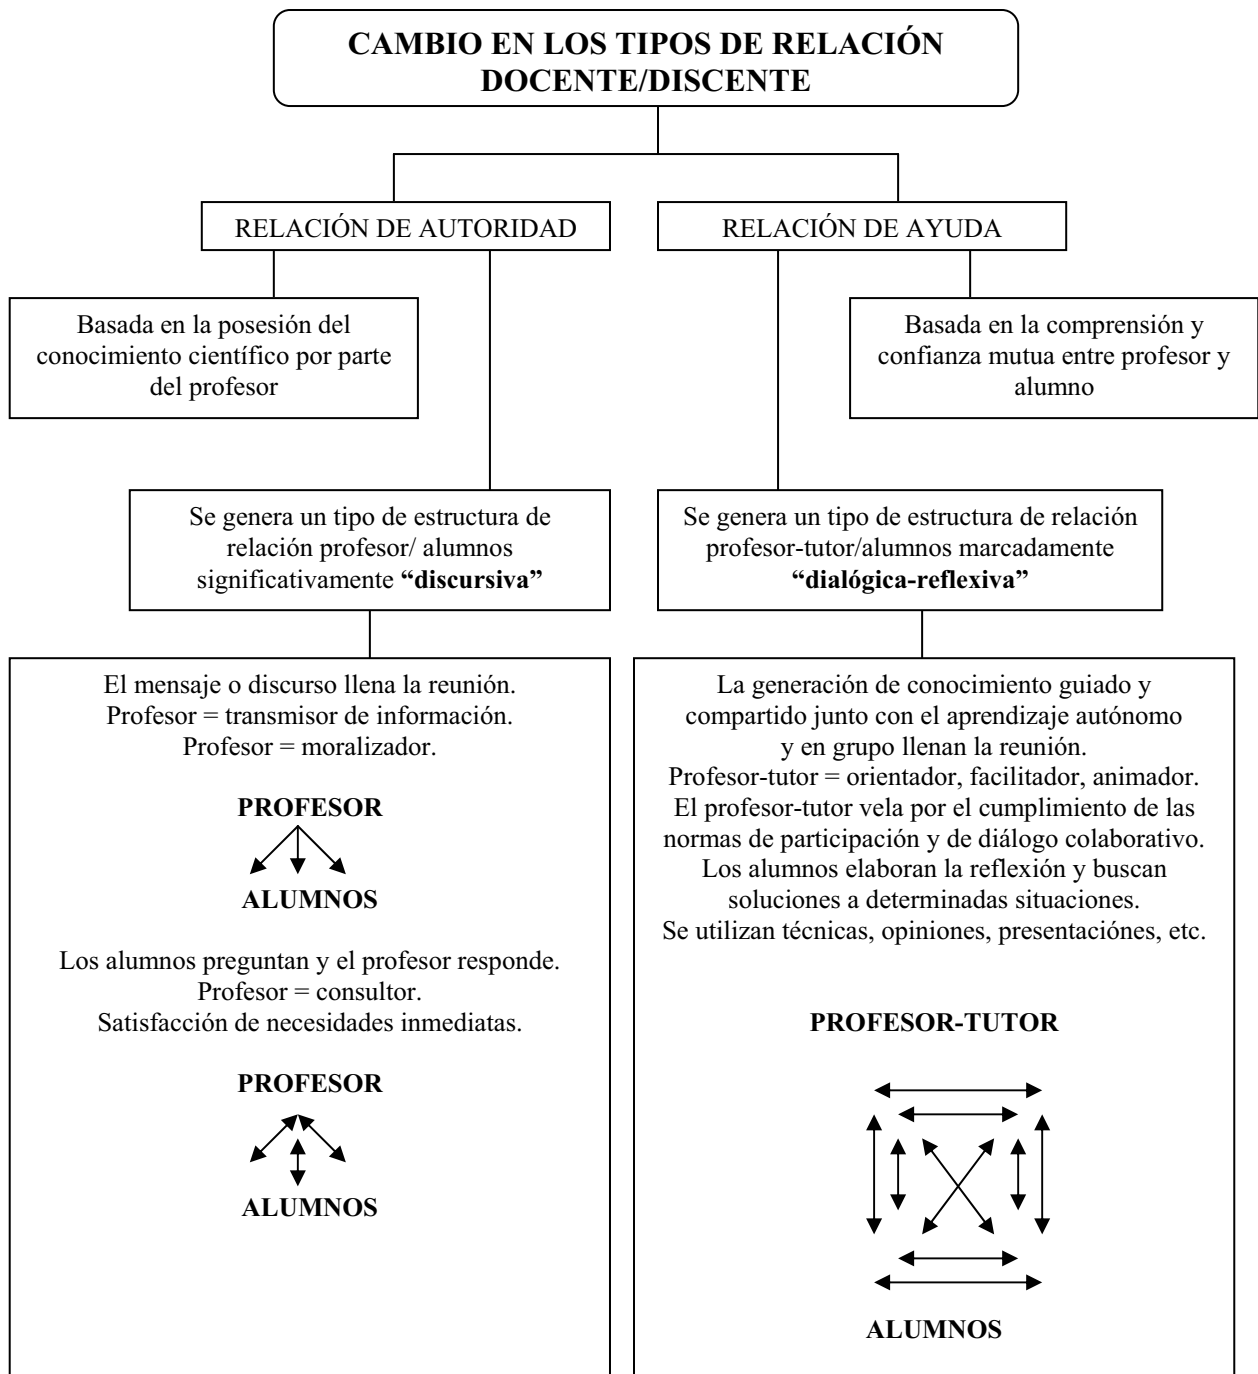 CAMBIO EN LOS TIPOS DE RELACIÓN
DOCENTE/DISCENTE
RELACIÓN DE AUTORIDAD
RELACIÓN DE AYUDA
Basada en la posesión del
conocimiento científico por parte
del profesor
Basada en la comprensión y
confianza mutua entre profesor y
alumno
Se genera un tipo de estructura de
relación profesor/ alumnos
significativamente “discursiva”
Se genera un tipo de estructura de relación
profesor-tutor/alumnos marcadamente
“dialógica-reflexiva”
El mensaje o discurso llena la reunión.
Profesor = transmisor de información.
Profesor = moralizador.
PROFESOR
ALUMNOS
Los alumnos preguntan y el profesor responde.
Profesor = consultor.
Satisfacción de necesidades inmediatas.
PROFESOR
ALUMNOS
La generación de conocimiento guiado y
compartido junto con el aprendizaje autónomo
y en grupo llenan la reunión.
Profesor-tutor = orientador, facilitador, animador.
El profesor-tutor vela por el cumplimiento de las
normas de participación y de diálogo colaborativo.
Los alumnos elaboran la reflexión y buscan
soluciones a determinadas situaciones.
Se utilizan técnicas, opiniones, presentaciónes, etc.
PROFESOR-TUTOR
ALUMNOS